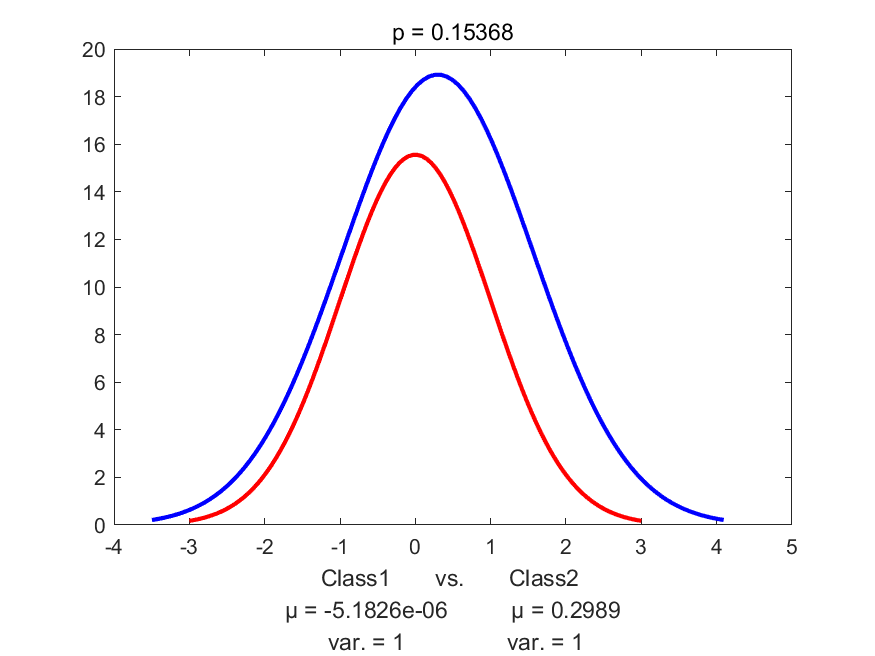 p = 0.15368
20
18
16
14
12
10
8
6
4
2
0
-4 -3 -2 -1 0 1 2 3 4 5
Class1 vs. Class2
μ = -5.1826e-06 μ = 0.2989
var. = 1 var. = 1